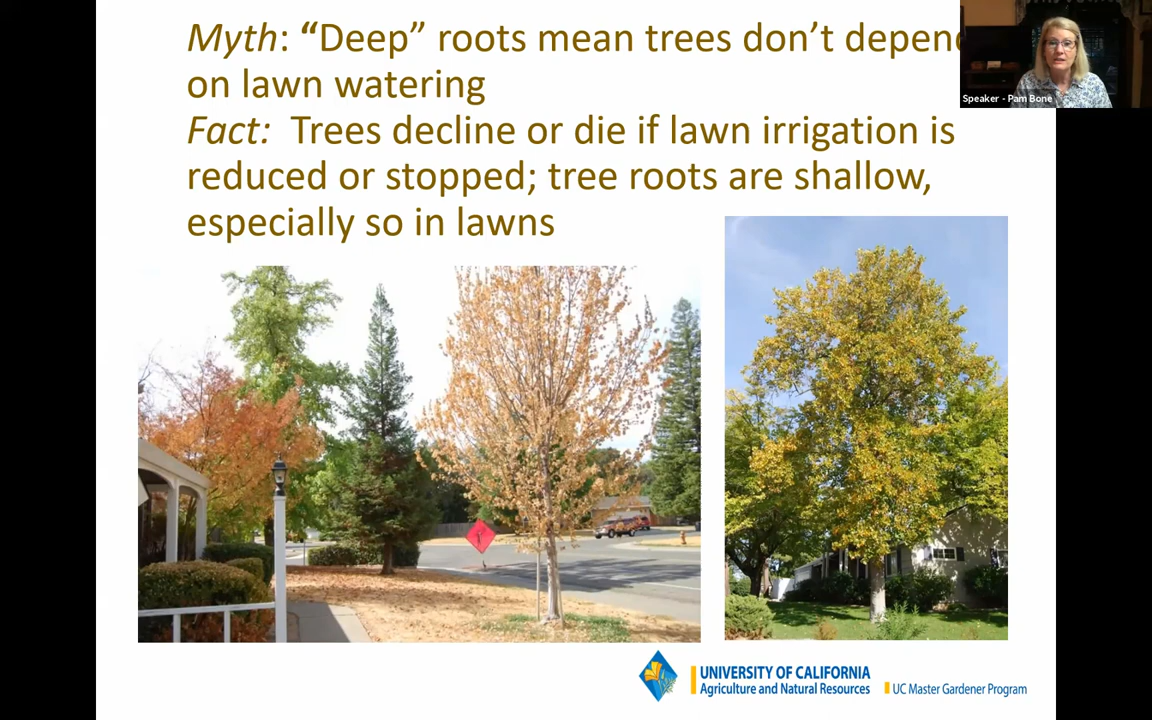 Myth: “Deep” roots mean trees don’t depend
on lawn watering
Fact: Trees decline or die if lawn irrigation is
reduced or stopped; tree roots are shallow,
especially so in lawns
Speaker - Pam Bone
UNIVERSITY OF CALIFORNIA
Agriculture and Natural Resources
UC Master Gardener Program